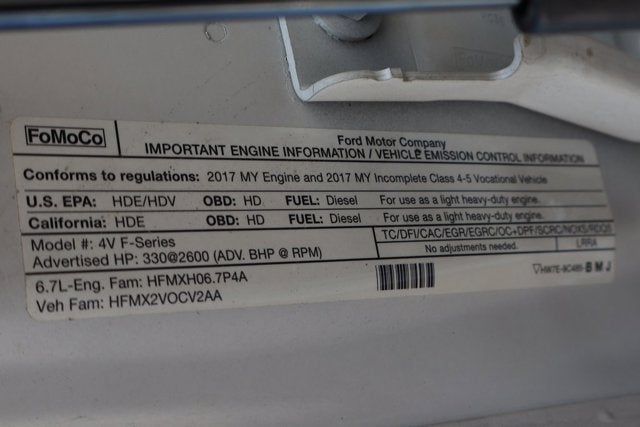 FoMoCo
Ford Motor Company
IMPORTANT ENGINE INFORMATION / VEHICLE EMISSION CONTROL INFORMATION
Conforms to regulations: 2017 MY Engine and 2017 MY Incomplete Class 4-5 Vocational Vehicle
U.S. EPA: HDE/HDV OBD: HD FUEL: Diesel For use as a light heavy-duty engine.
California: HDE OBD: HD FUEL: Diesel For use as a light heavy-duty engine.
Model #: 4V F-Series
Advertised HP: 330@2600 (ADV. BHP @ RPM)
TC/DFI/CAC/EGR/EGRC/OC+DPF/SCRC/NOXS/RDQS
No adjustments needed. LRRA
6.7L-Eng. Fam: HFMXH06.7P4A
Veh Fam: HFMX2VOCV2AA
BMJ